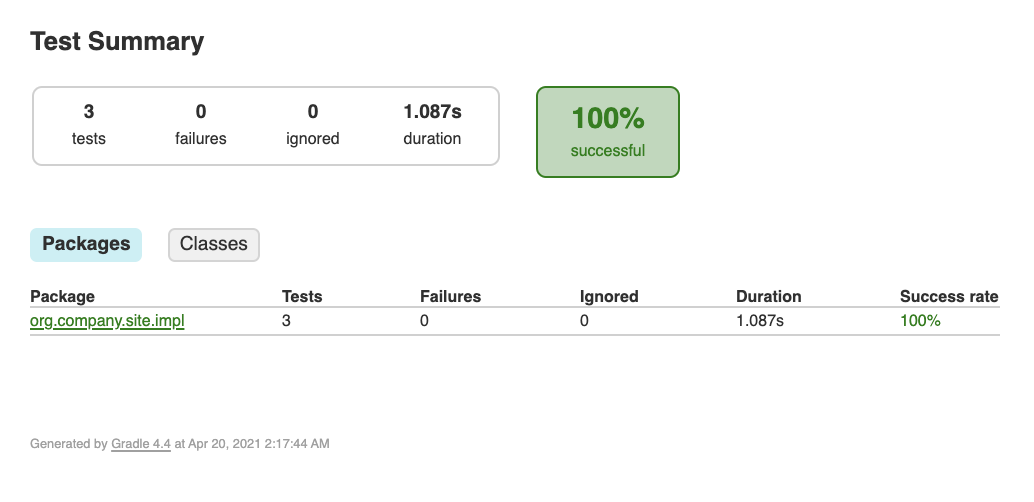 Test Summary
3 0 0 1.087s
tests failures ignored duration
100%
successful
Packages Classes
Package Tests Failures Ignored Duration Success rate
org.company.site.impl 3 0 0 1.087s 100%
Generated by Gradle 4.4 at Apr 20, 2021 2:17:44 AM